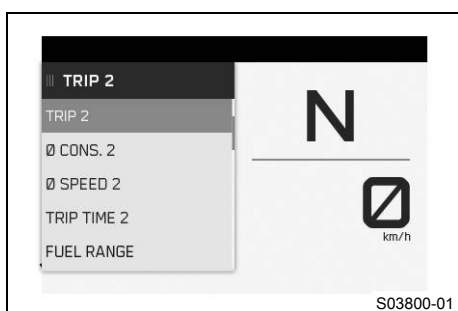 TRIP 2
TRIP 2
Ø CONS. 2
Ø SPEED 2
TRIP TIME 2
FUEL RANGE
N
0
km/h
S03800-01